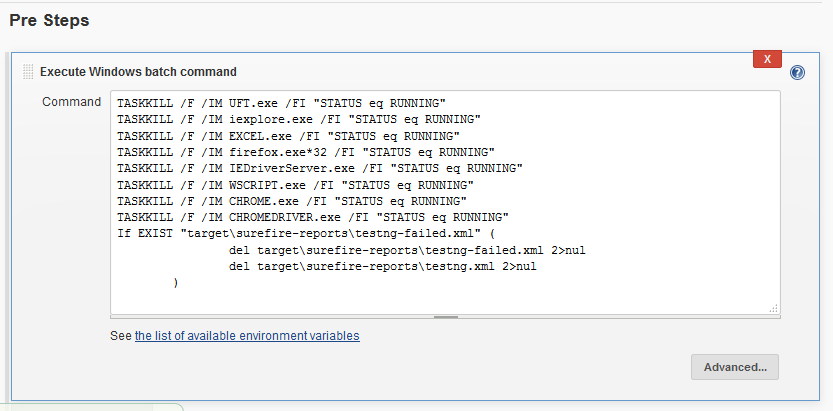 Pre Steps
X
Execute Windows batch command
?
Command
TASKKILL /F /IM UFT.exe /FI "STATUS eq RUNNING"
TASKKILL /F /IM iexplore.exe /FI "STATUS eq RUNNING"
TASKKILL /F /IM EXCEL.exe /FI "STATUS eq RUNNING"
TASKKILL /F /IM firefox.exe*32 /FI "STATUS eq RUNNING"
TASKKILL /F /IM IEDriverServer.exe /FI "STATUS eq RUNNING"
TASKKILL /F /IM WSCRIPT.exe /FI "STATUS eq RUNNING"
TASKKILL /F /IM CHROME.exe /FI "STATUS eq RUNNING"
TASKKILL /F /IM CHROMEDRIVER.exe /FI "STATUS eq RUNNING"
If EXIST "target\surefire-reports\testng-failed.xml" (
del target\surefire-reports\testng-failed.xml 2>nul
del target\surefire-reports\testng.xml 2>nul
)
See the list of available environment variables
Advanced...